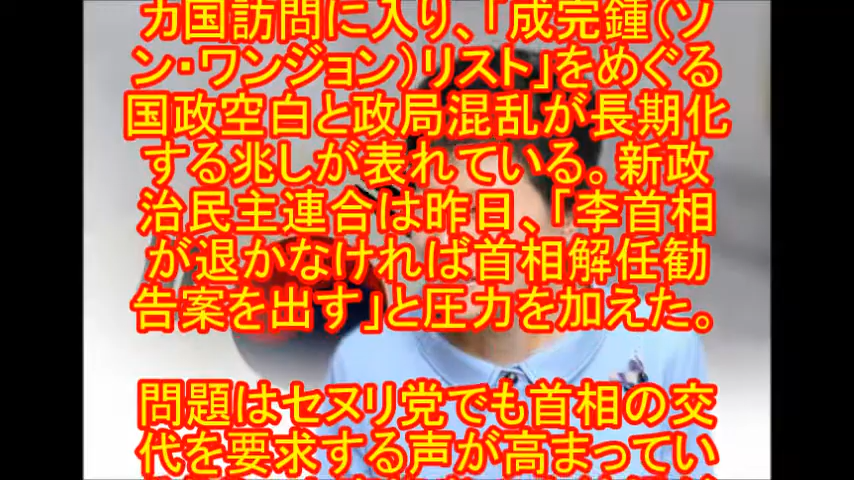 カ国訪問に入り、「成完鍾（ソ
ン・ワンジョン）リスト」をめぐる
国政空白と政局混乱が長期化
する兆しが表れている。新政
治民主連合は昨日、「李首相
が退かなければ首相解任勧
告案を出す」と圧力を加えた。
問題はセヌリ党でも首相の交
代を要求する声が高まってい